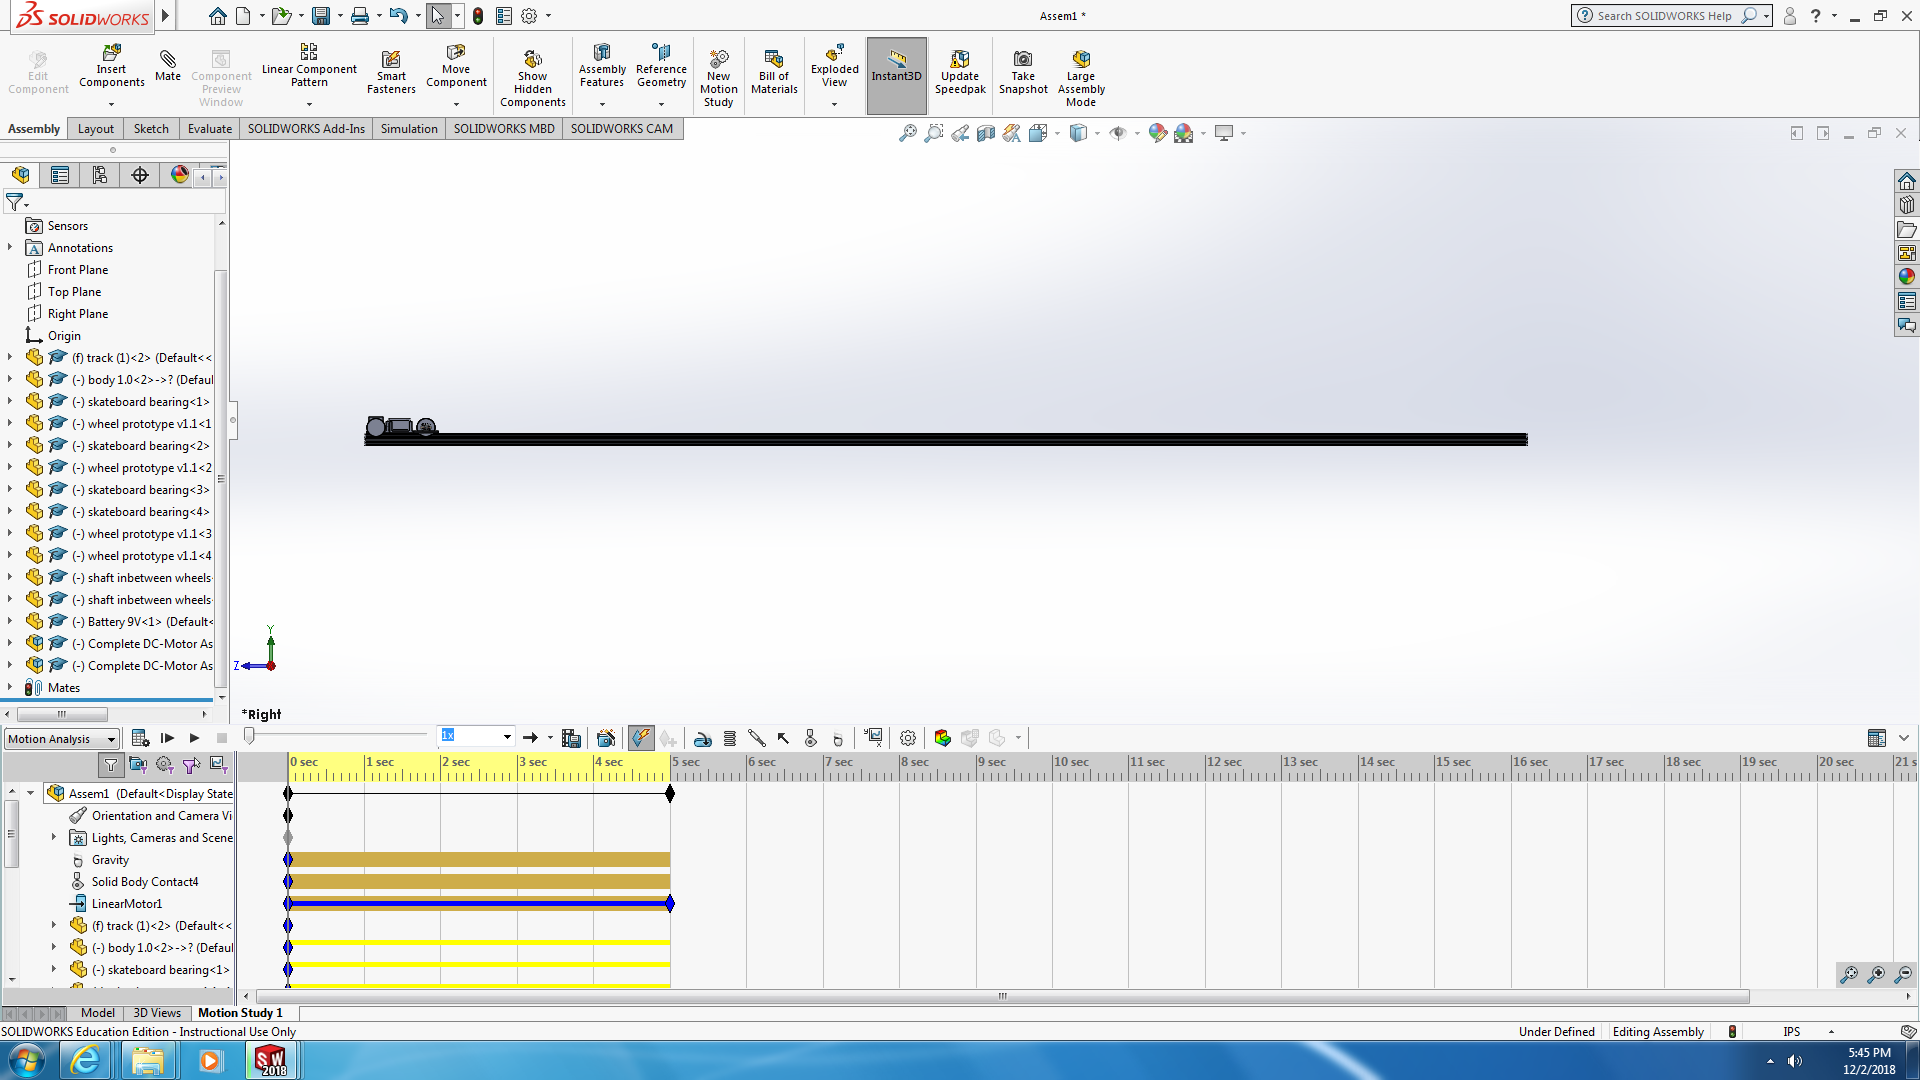 SOLIDWORKS
Assem1 *
Search SOLIDWORKS Help
Edit Component
Insert Components
Mate
Component Preview Window
Linear Component Pattern
Smart Fasteners
Move Component
Show Hidden Components
Assembly Features
Reference Geometry
New Motion Study
Bill of Materials
Exploded View
Instant3D
Update Speedpak
Take Snapshot
Large Assembly Mode
Assembly
Layout
Sketch
Evaluate
SOLIDWORKS Add-Ins
Simulation
SOLIDWORKS MBD
SOLIDWORKS CAM
Sensors
Annotations
Front Plane
Top Plane
Right Plane
Origin
(f) track (1)<2> (Default<<
(-) body 1.0<2>->? (Defaul
(-) skateboard bearing<1>
(-) wheel prototype v1.1<1
(-) skateboard bearing<2>
(-) wheel prototype v1.1<2
(-) skateboard bearing<3>
(-) skateboard bearing<4>
(-) wheel prototype v1.1<3
(-) wheel prototype v1.1<4
(-) shaft inbetween wheels
(-) shaft inbetween wheels
(-) Battery 9V<1> (Default<
(-) Complete DC-Motor As
(-) Complete DC-Motor As
Mates
Y
Z
*Right
Motion Analysis
1x
0 sec 1 sec 2 sec 3 sec 4 sec 5 sec 6 sec 7 sec 8 sec 9 sec 10 sec 11 sec 12 sec 13 sec 14 sec 15 sec 16 sec 17 sec 18 sec 19 sec 20 sec 21 s
Assem1 (Default<Display State
Orientation and Camera Vi
Lights, Cameras and Scene
Gravity
Solid Body Contact4
LinearMotor1
(f) track (1)<2> (Default<<
(-) body 1.0<2>->? (Defaul
(-) skateboard bearing<1>
Model
3D Views
Motion Study 1
SOLIDWORKS Education Edition - Instructional Use Only
Under Defined
Editing Assembly
IPS
SW 2018
5:45 PM
12/2/2018